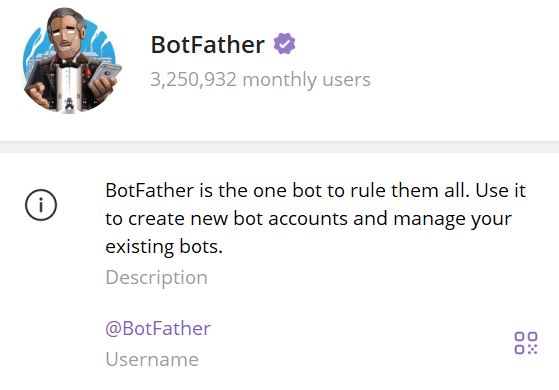 BotFather
3,250,932 monthly users
BotFather is the one bot to rule them all. Use it
to create new bot accounts and manage your
existing bots.
Description
@BotFather
Username